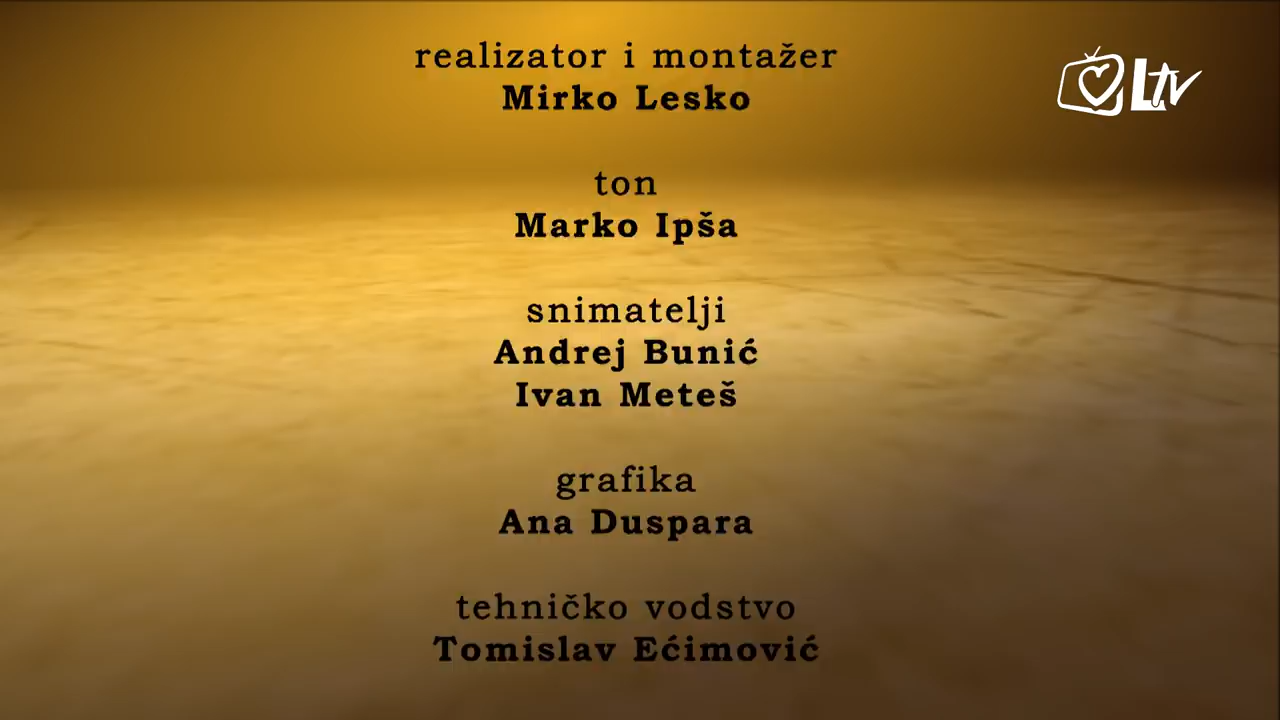 realizator i montažer
Mirko Lesko
LTV
ton
Marko Ipša
snimatelji
Andrej Bunić
Ivan Meteš
grafika
Ana Duspara
tehničko vodstvo
Tomislav Ećimović